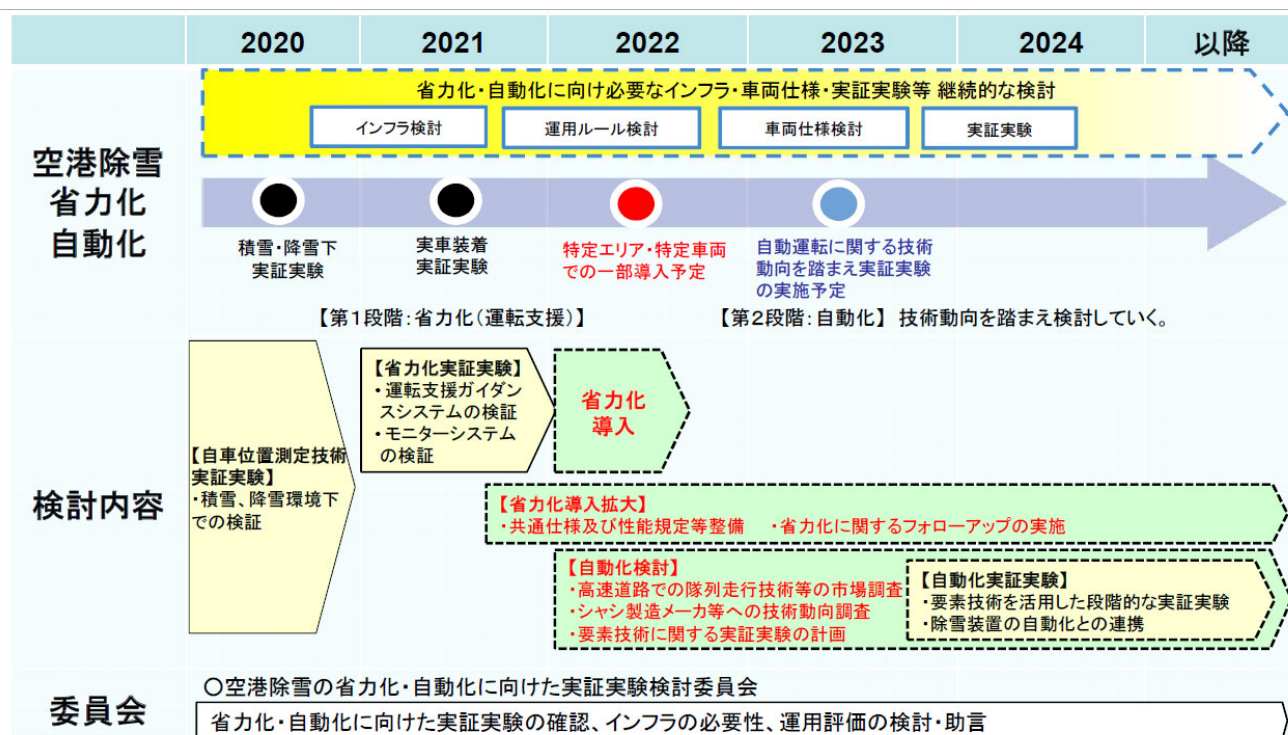 2020
2021
2022
2023
2024
以降
空港除雪
省力化
自動化
省力化・自動化に向け必要なインフラ・車両仕様・実証実験等 継続的な検討
インフラ検討
運用ルール検討
車両仕様検討
実証実験
積雪・降雪下
実証実験
実車装着
実証実験
特定エリア・特定車両
での一部導入予定
自動運転に関する技術
動向を踏まえ実証実験
の実施予定
【第1段階：省力化（運転支援）】
【第2段階：自動化】 技術動向を踏まえ検討していく。
検討内容
【自車位置測定技術
実証実験】
・積雪、降雪環境下
での検証
【省力化実証実験】
・運転支援ガイダン
スシステムの検証
・モニターシステム
の検証
省力化
導入
【省力化導入拡大】
・共通仕様及び性能規定等整備 ・省力化に関するフォローアップの実施
【自動化検討】
・高速道路での隊列走行技術等の市場調査
・シャシ製造メーカ等への技術動向調査
・要素技術に関する実証実験の計画
【自動化実証実験】
・要素技術を活用した段階的な実証実験
・除雪装置の自動化との連携
委員会
〇空港除雪の省力化・自動化に向けた実証実験検討委員会
省力化・自動化に向けた実証実験の確認、インフラの必要性、運用評価の検討・助言